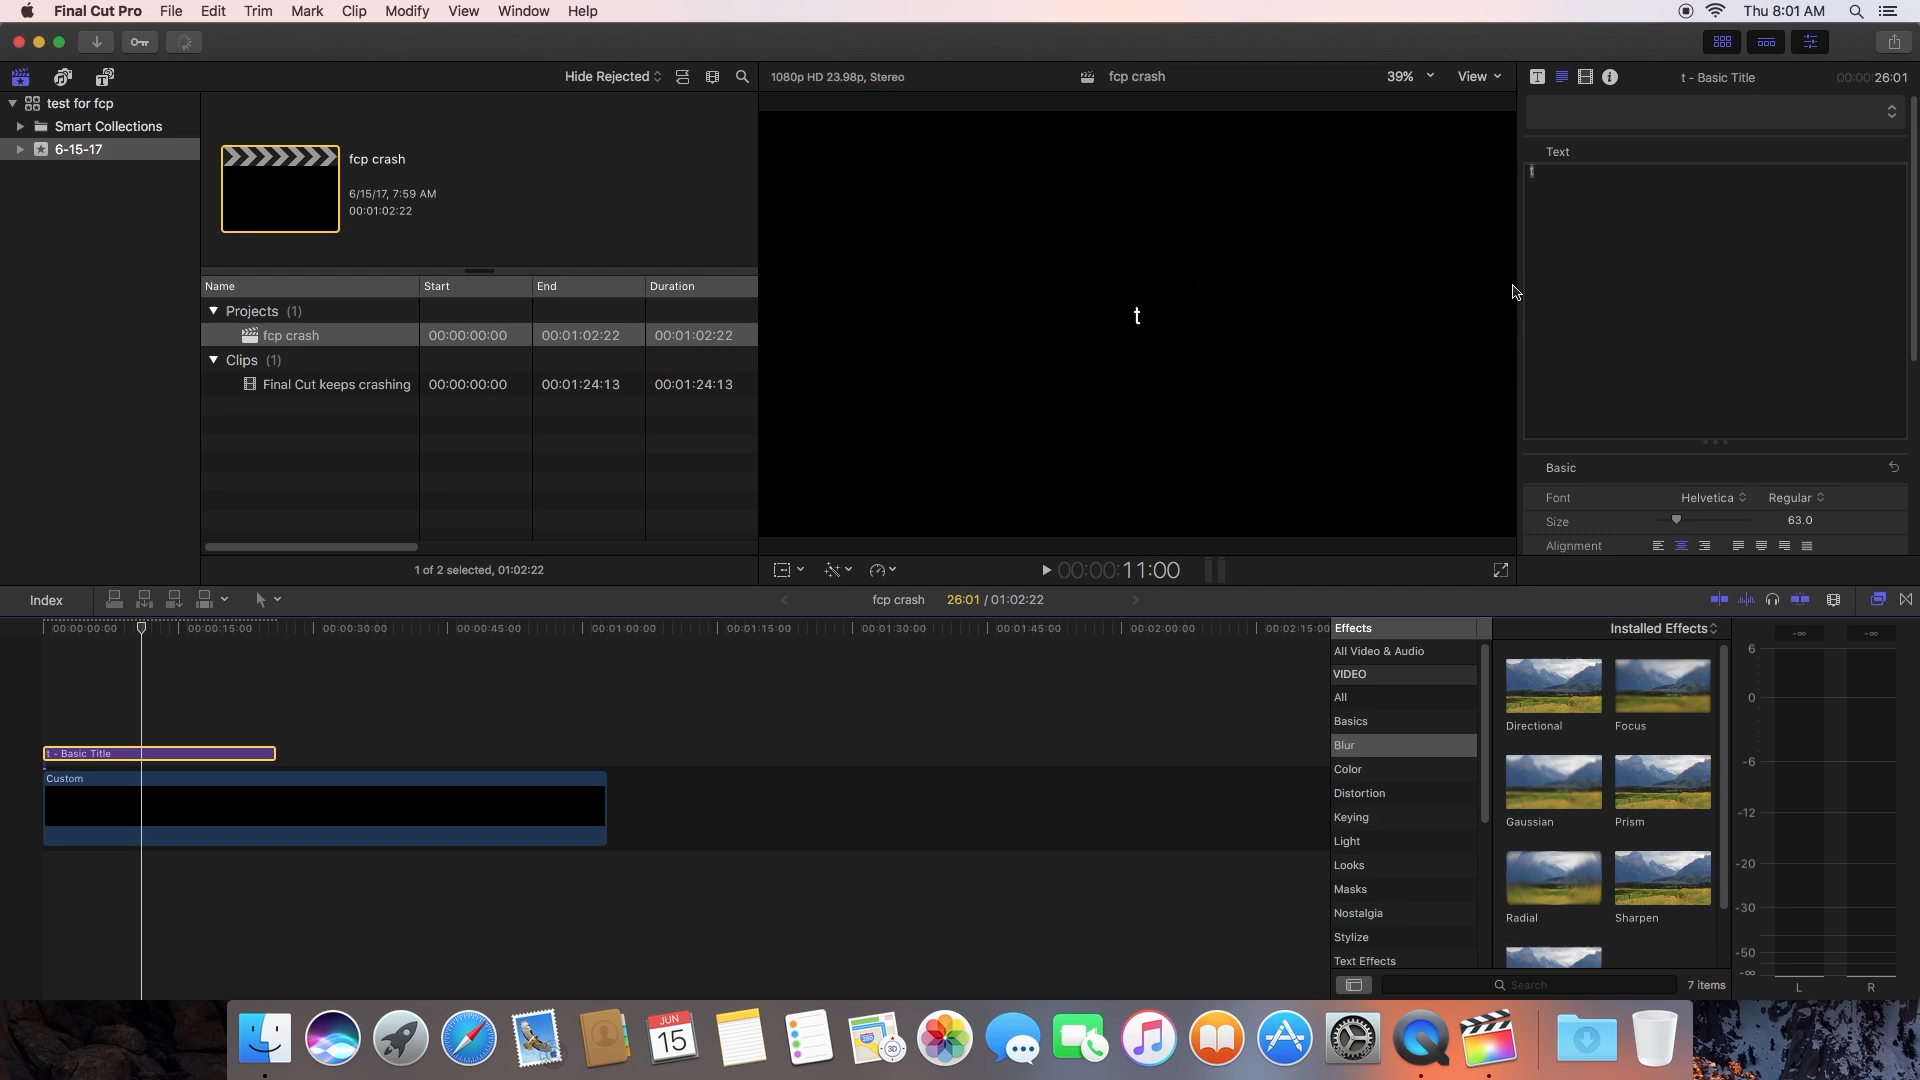 Final Cut Pro File Edit Trim Mark Clip Modify View Window Help Thu 8:01 AM
Hide Rejected 1080p HD 23.98p, Stereo fcp crash 39% View t - Basic Title 00:00:26:01
test for fcp
Smart Collections
6-15-17
fcp crash
6/15/17, 7:59 AM
00:01:02:22
Name Start End Duration
Projects (1)
fcp crash 00:00:00:00 00:01:02:22 00:01:02:22
Clips (1)
Final Cut keeps crashing 00:00:00:00 00:01:24:13 00:01:24:13
1 of 2 selected, 01:02:22
t
00:00:11:00
Text
t
Basic
Font Helvetica Regular
Size 63.0
Alignment
Index fcp crash 26:01 / 01:02:22
00:00:00:00 00:00:15:00 00:00:30:00 00:00:45:00 00:01:00:00 00:01:15:00 00:01:30:00 00:01:45:00 00:02:00:00 00:02:15:00
t - Basic Title
Custom
Effects Installed Effects
All Video & Audio
VIDEO
All
Basics
Blur
Color
Distortion
Keying
Light
Looks
Masks
Nostalgia
Stylize
Text Effects
Directional Focus
Gaussian Prism
Radial Sharpen
Search 7 items
-∞ -∞
6
0
-6
-12
-20
-30
-50
-∞
L R
JUN
15
3D